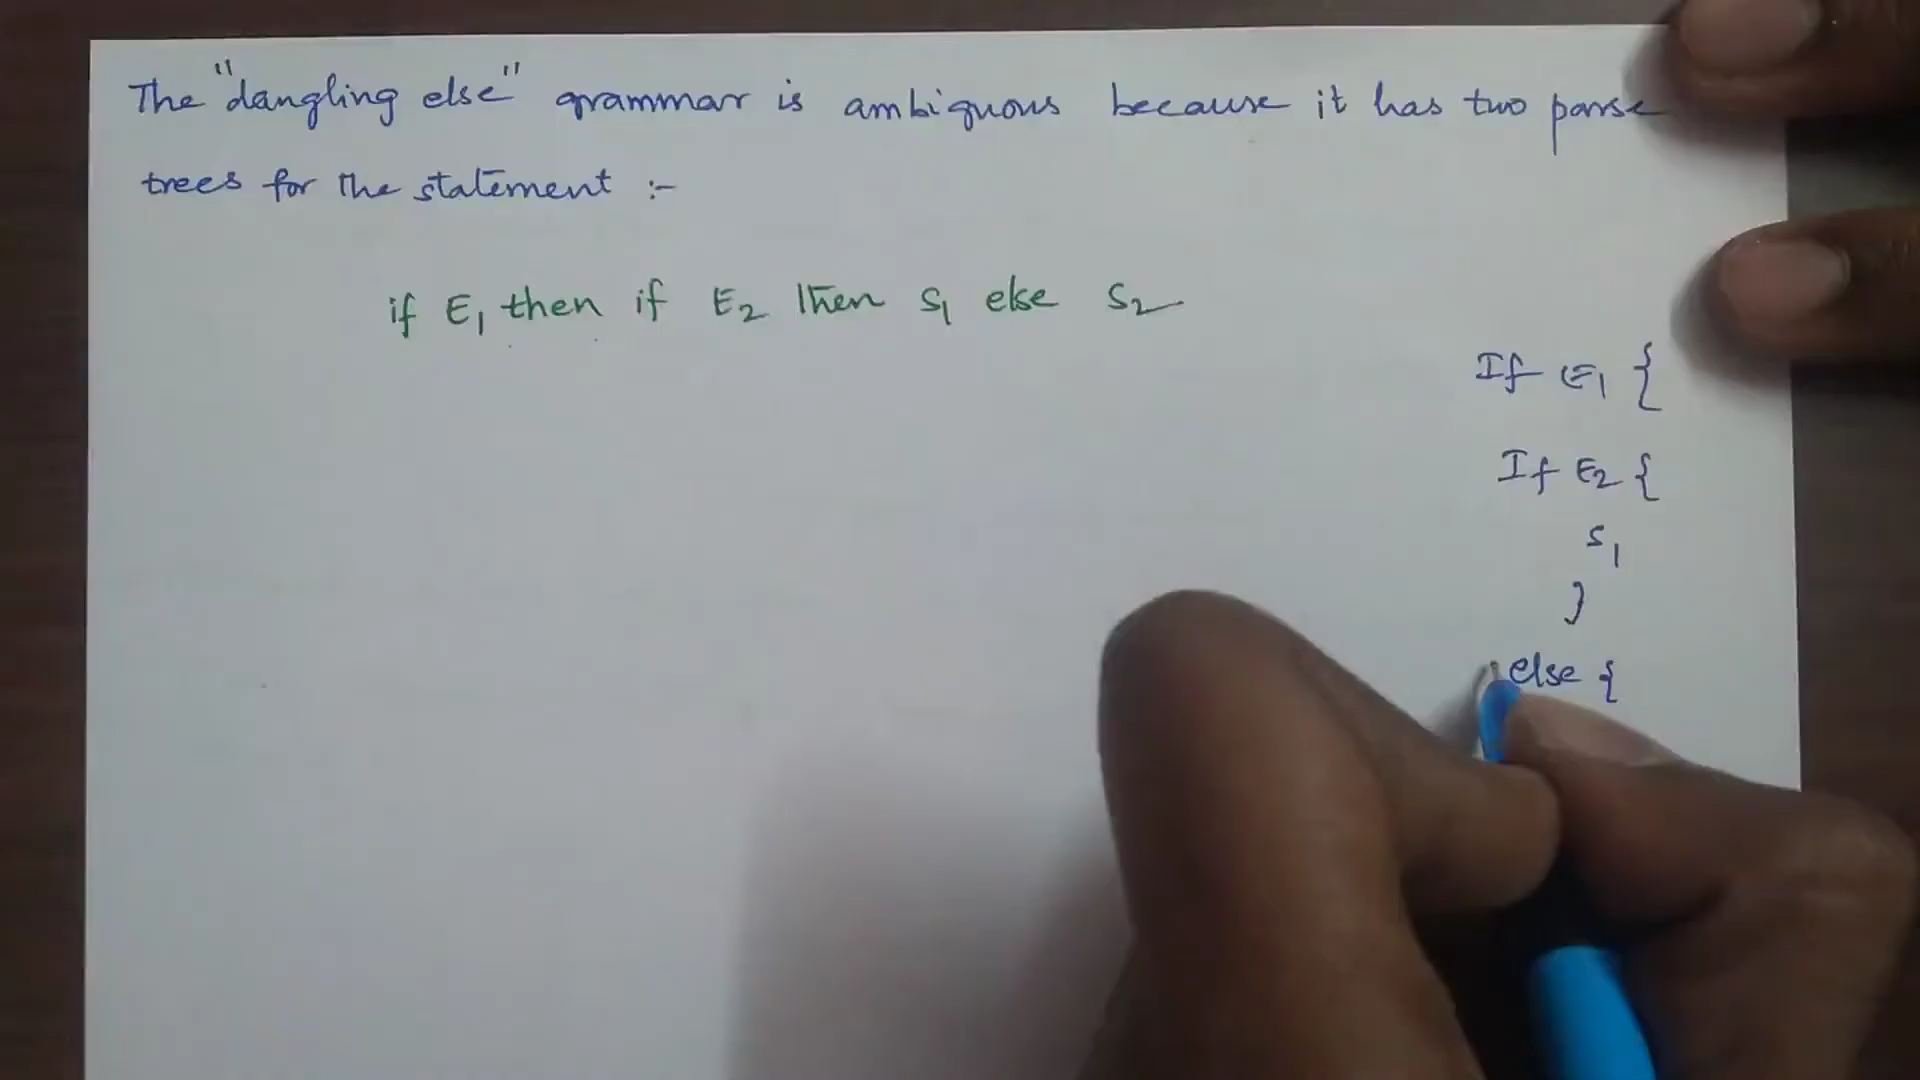 The "dangling else" grammar is ambiguous because it has two parse
trees for the statement :-
if E1 then if E2 then S1 else S2
If E1 {
If E2 {
S1
}
else {